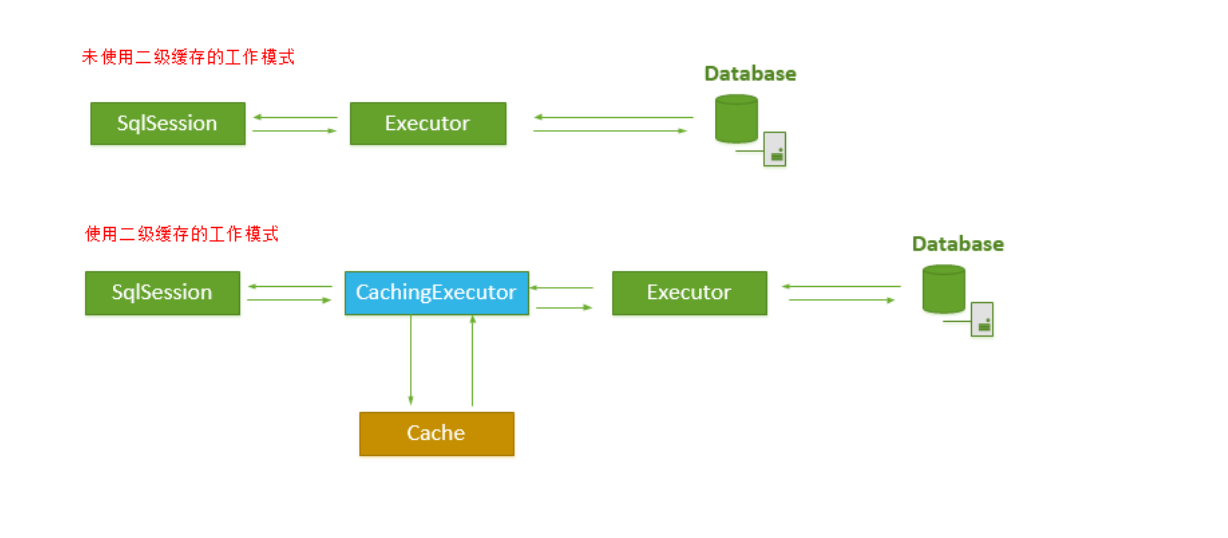 未使用二级缓存的工作模式
Database
SqlSession
Executor
使用二级缓存的工作模式
Database
SqlSession
CachingExecutor
Executor
Cache